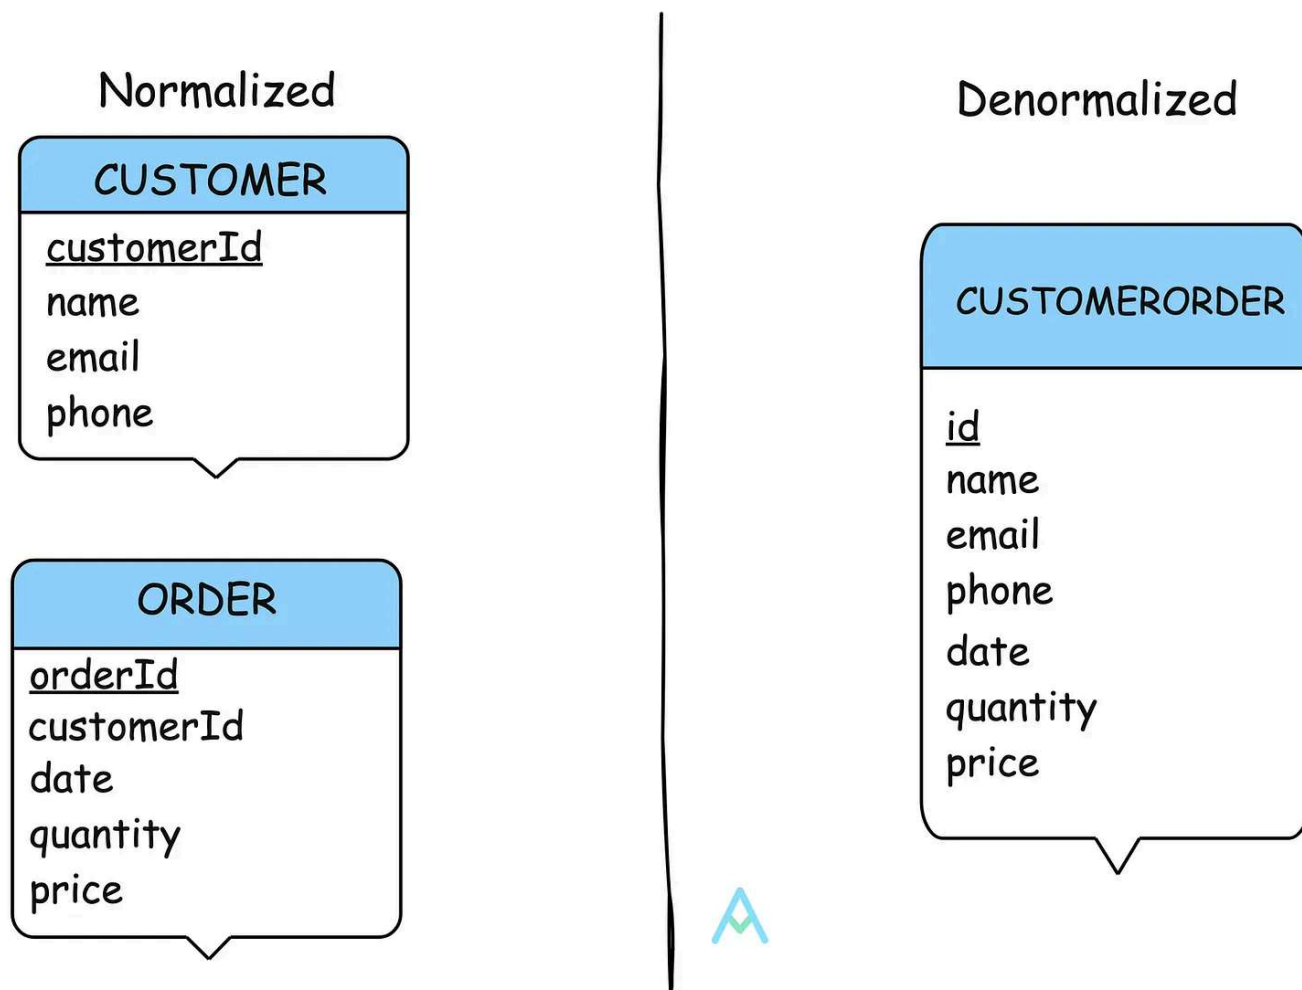 Normalized
CUSTOMER
customerId
name
email
phone
ORDER
orderId
customerId
date
quantity
price
Denormalized
CUSTOMERORDER
id
name
email
phone
date
quantity
price